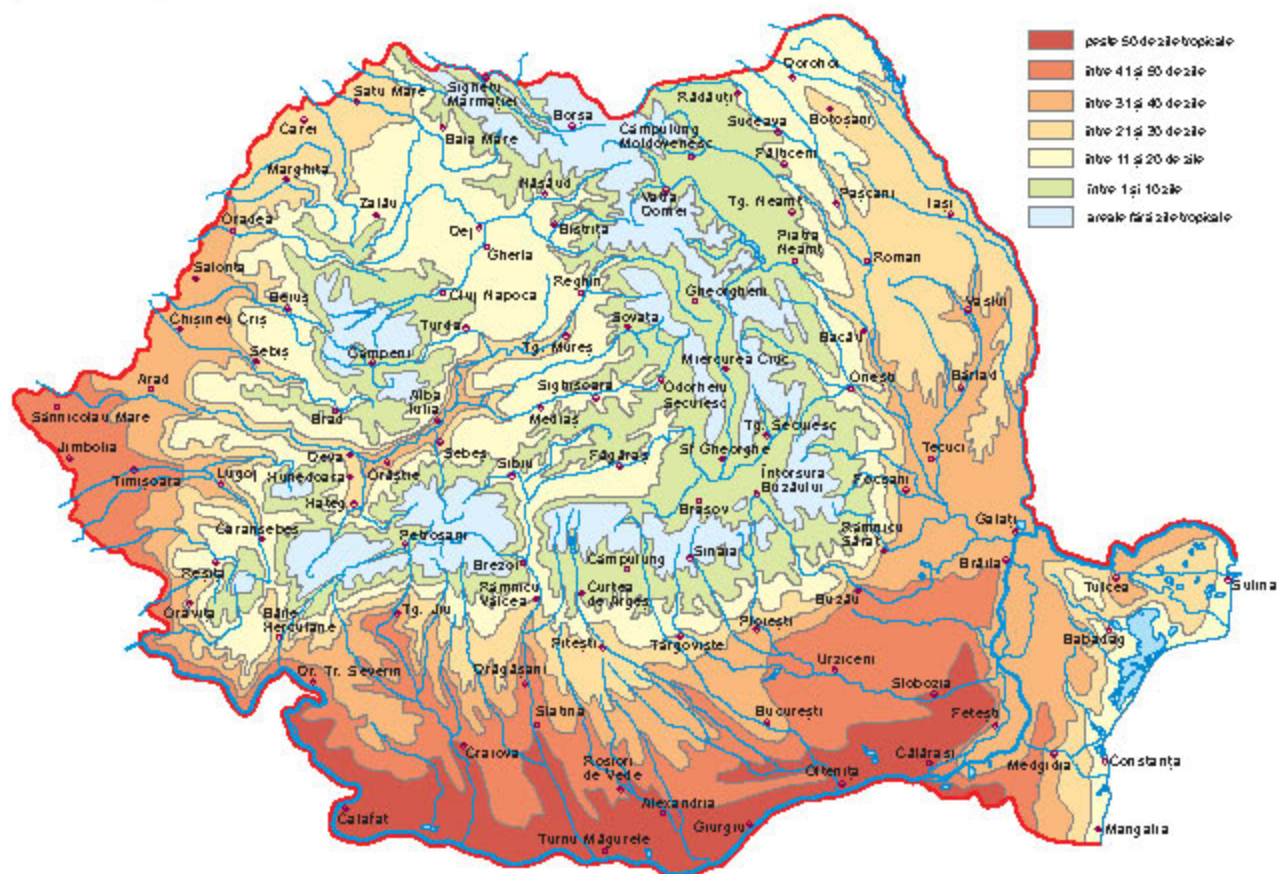 peste 50 de zile tropicale
între 41 și 50 de zile
între 31 și 40 de zile
între 21 și 30 de zile
între 11 și 20 de zile
între 1 și 10 zile
areale fără zile tropicale
Dorohoi
Satu Mare
Sighetu
Marmației
Rădăuți
Botoșani
Carei
Borșa
Suceava
Baia Mare
Câmpulung
Moldovenesc
Fălticeni
Marghita
Năsăud
Vatra
Dornei
Pașcani
Iași
Oradea
Zalău
Tg. Neamț
Dej
Bistrița
Piatra
Neamț
Gherla
Roman
Salonta
Reghin
Gheorgheni
Beiuș
Cluj Napoca
Vaslui
Chișineu Criș
Turda
Sovata
Bacău
Sebiș
Câmpeni
Tg. Mureș
Miercurea Ciuc
Arad
Sighișoara
Odorheiu
Secuiesc
Onești
Bârlad
Sânnicolau Mare
Brad
Alba
Iulia
Mediaș
Tg. Secuiesc
Jimbolia
Deva
Sebeș
Sf Gheorghe
Tecuci
Timișoara
Lugoj
Hunedoara
Orăștie
Sibiu
Făgăraș
Întorsura
Buzăului
Focșani
Hațeg
Brașov
Caransebeș
Petroșani
Râmnicu
Sărat
Galați
Reșița
Brezoi
Câmpulung
Sinaia
Brăila
Tulcea
Sulina
Oravița
Băile
Herculane
Tg. Jiu
Râmnicu
Vâlcea
Curtea
de Argeș
Buzău
Babadag
Pitești
Târgoviște
Ploiești
Dr. Tr. Severin
Drăgășani
Urziceni
Slobozia
Slatina
București
Fetești
Craiova
Roșiori
de Vede
Oltenița
Călărași
Medgidia
Constanța
Calafat
Alexandria
Giurgiu
Turnu Măgurele
Mangalia